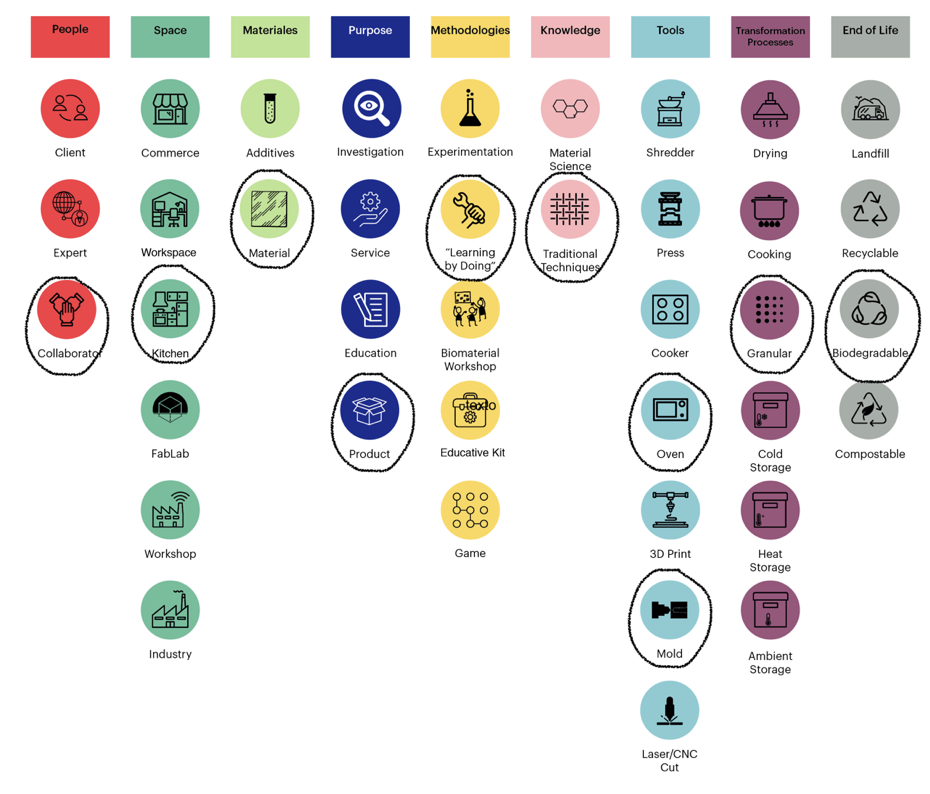 People
Space
Materiales
Purpose
Methodologies
Knowledge
Tools
Transformation
Processes
End of Life
Client
Commerce
Additives
Investigation
Experimentation
Material
Science
Shredder
Drying
Landfill
Expert
Workspace
Material
Service
"Learning
by Doing"
Traditional
Techniques
Press
Cooking
Recyclable
Collaborator
Kitchen
Education
Biomaterial
Workshop
Cooker
Granular
Biodegradable
FabLab
Product
texto
Educative Kit
Oven
Cold
Storage
Compostable
Workshop
Game
3D Print
Heat
Storage
Industry
Mold
Ambient
Storage
Laser/CNC
Cut